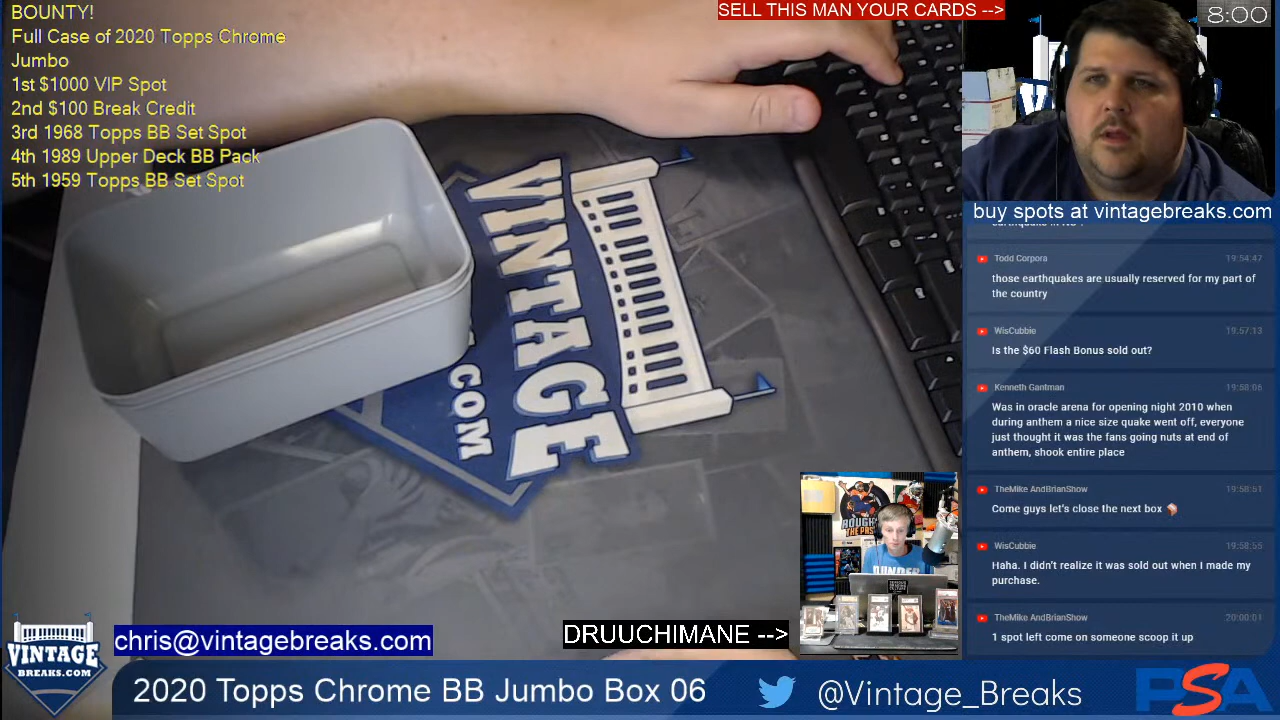 BOUNTY!
Full Case of 2020 Topps Chrome
Jumbo
1st $1000 VIP Spot
2nd $100 Break Credit
3rd 1968 Topps BB Set Spot
4th 1989 Upper Deck BB Pack
5th 1959 Topps BB Set Spot
SELL THIS MAN YOUR CARDS -->
8:00
VINTAGE
COM
buy spots at vintagebreaks.com
Todd Corpora 19:54:47
those earthquakes are usually reserved for my part of
the country
WisCubbie 19:57:13
Is the $60 Flash Bonus sold out?
Kenneth Gantman 19:58:06
Was in oracle arena for opening night 2010 when
during anthem a nice size quake went off, everyone
just thought it was the fans going nuts at end of
anthem, shook entire place
TheMike AndBrianShow 19:58:51
Come guys let's close the next box
WisCubbie 19:58:55
Haha. I didn't realize it was sold out when I made my
purchase.
TheMike AndBrianShow 20:00:01
1 spot left come on someone scoop it up
DRUUCHIMANE -->
chris@vintagebreaks.com
VINTAGE
BREAKS.COM
2020 Topps Chrome BB Jumbo Box 06
@Vintage_Breaks
PSA